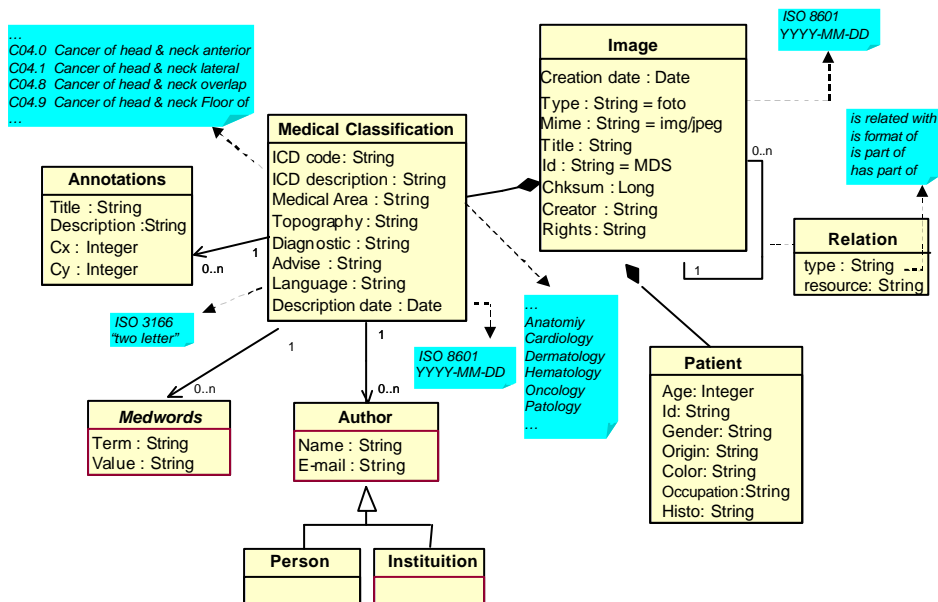 …
C04.0 Cancer of head & neck anterior
C04.1 Cancer of head & neck lateral
C04.8 Cancer of head & neck overlap
C04.9 Cancer of head & neck Floor of
…
ISO 8601
YYYY-MM-DD
Image
Creation date : Date
Type : String = foto
Mime : String = img/jpeg
Title : String
Id : String = MDS
Chksum : Long
Creator : String
Rights: String
is related with
is format of
is part of
has part of
Medical Classification
ICD code: String
ICD description : String
Medical Area : String
Topography : String
Diagnostic : String
Advise : String
Language : String
Description date : Date
Annotations
Title : String
Description :String
Cx : Integer
Cy : Integer
1
0..n
0..n
1
Relation
type : String
resource: String
ISO 3166
“two letter”
1
0..n
1
0..n
ISO 8601
YYYY-MM-DD
…
Anatomiy
Cardiology
Dermatology
Hematology
Oncology
Patology
…
Patient
Age: Integer
Id: String
Gender: String
Origin: String
Color: String
Occupation:String
Histo: String
Medwords
Term : String
Value : String
Author
Name : String
E-mail : String
Person
Instituition